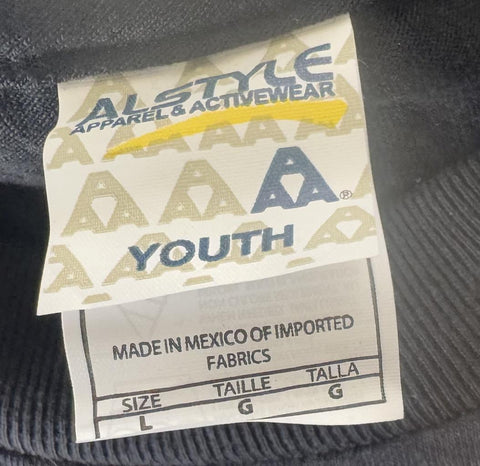 ALSTYLE
APPAREL & ACTIVEWEAR
AAA®
YOUTH
MADE IN MEXICO OF IMPORTED
FABRICS
SIZE TAILLE TALLA
L G G